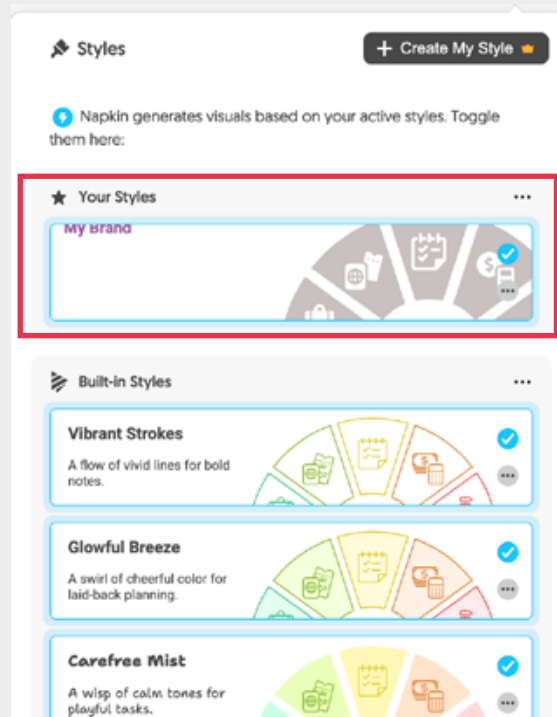 Styles
+ Create My Style
Napkin generates visuals based on your active styles. Toggle
them here:
Your Styles
My Brand
Built-in Styles
Vibrant Strokes
A flow of vivid lines for bold
notes.
Glowful Breeze
A swirl of cheerful color for
laid-back planning.
Carefree Mist
A wisp of calm tones for
playful tasks.